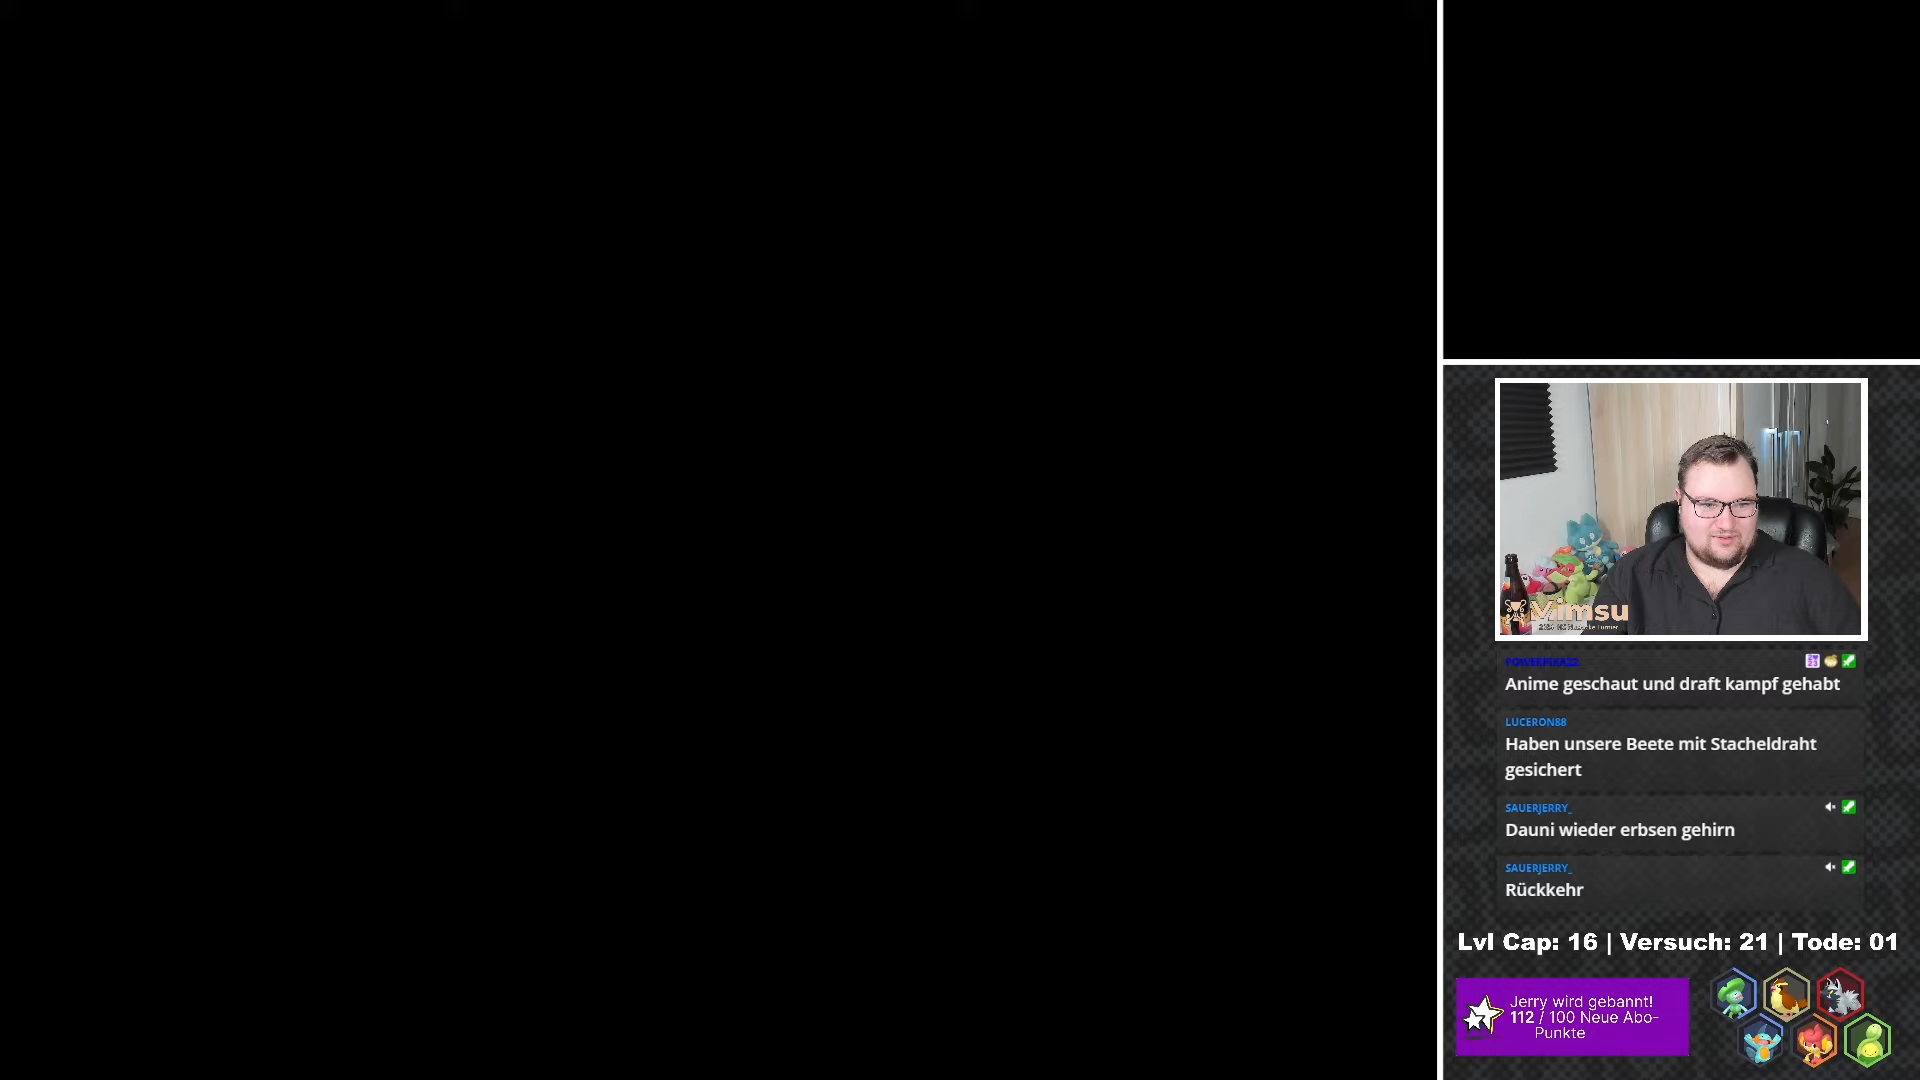 Vimsu
POWERPIKA22
Anime geschaut und draft kampf gehabt
LUCERON88
Haben unsere Beete mit Stacheldraht
gesichert
SAUERJERRY_
Dauni wieder erbsen gehirn
SAUERJERRY_
Rückkehr
Lvl Cap: 16 | Versuch: 21 | Tode: 01
Jerry wird gebannt!
112 / 100 Neue Abo-
Punkte